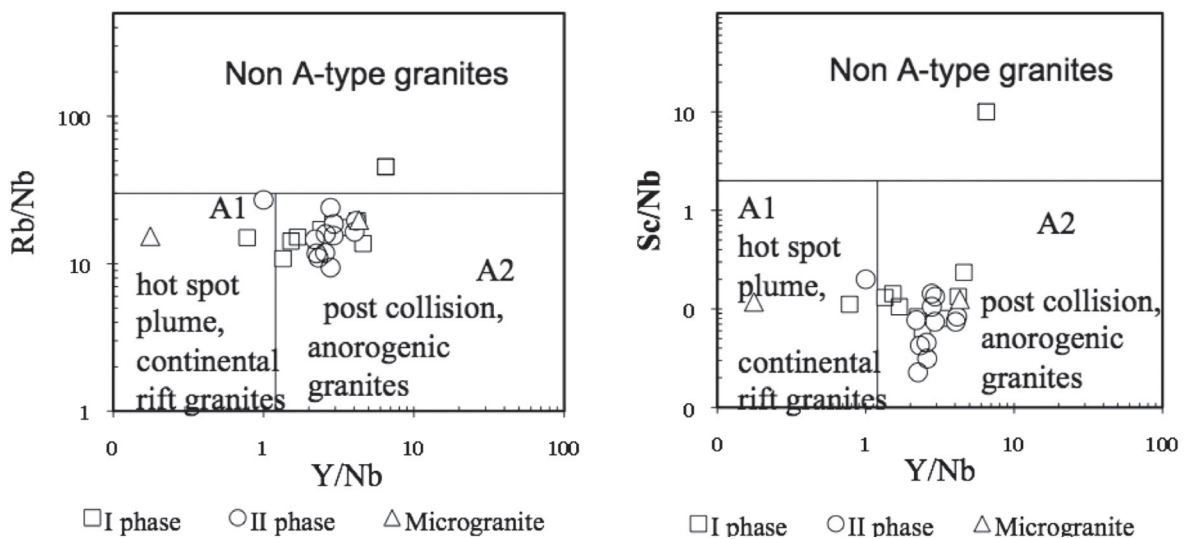 Non A-type granites
100
10
1
Rb/Nb
A1
hot spot
plume,
continental
rift granites
A2
post collision,
anorogenic
granites
0 1 10 100
Y/Nb
I phase II phase Microgranite
Non A-type granites
10
1
0
0
Sc/Nb
A1
hot spot
plume,
continental
rift granites
A2
post collision,
anorogenic
granites
0 1 10 100
Y/Nb
I phase II phase Microgranite